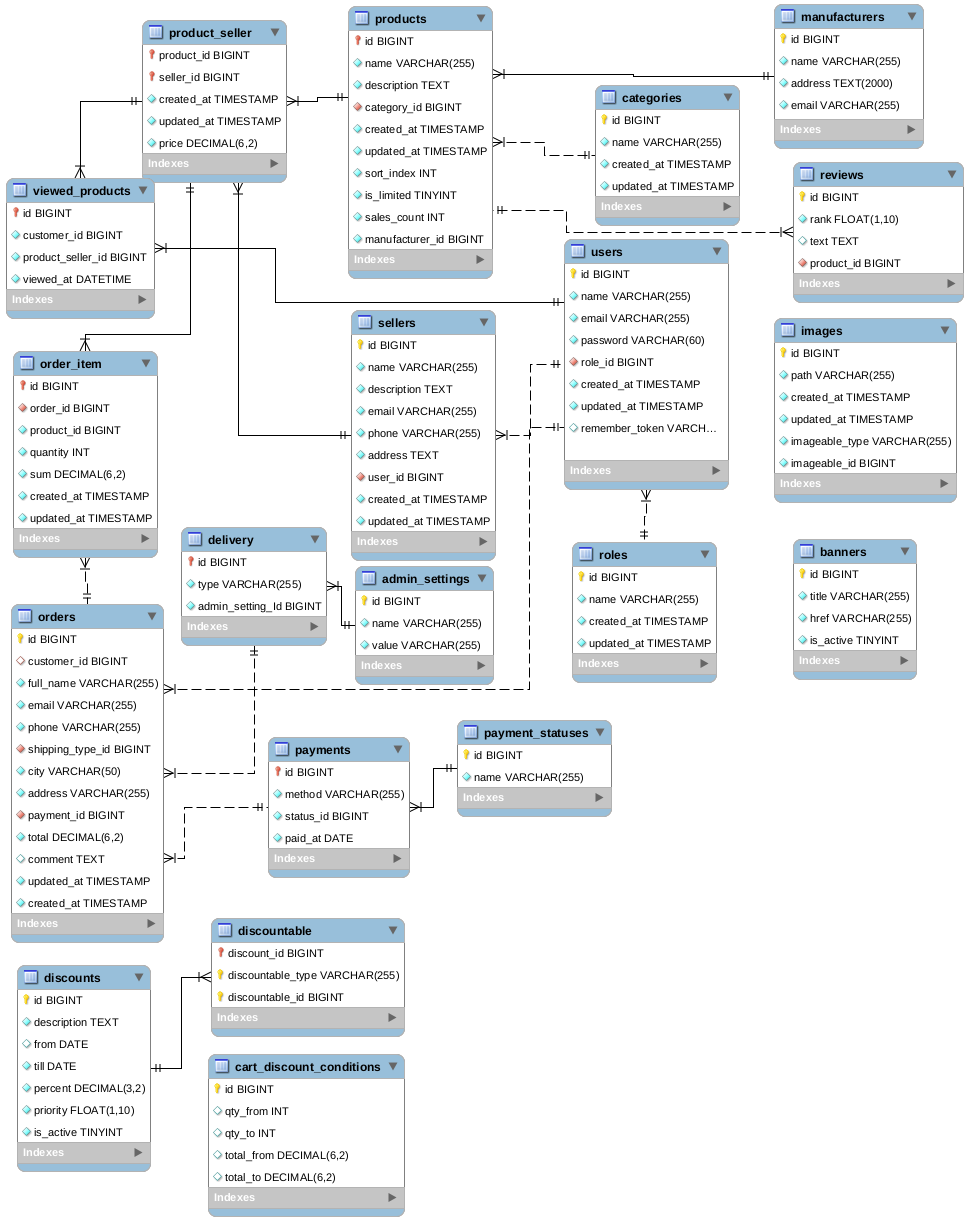 product_seller
product_id BIGINT
seller_id BIGINT
created_at TIMESTAMP
updated_at TIMESTAMP
price DECIMAL(6,2)
Indexes
products
id BIGINT
name VARCHAR(255)
description TEXT
category_id BIGINT
created_at TIMESTAMP
updated_at TIMESTAMP
sort_index INT
is_limited TINYINT
sales_count INT
manufacturer_id BIGINT
Indexes
manufacturers
id BIGINT
name VARCHAR(255)
address TEXT(2000)
email VARCHAR(255)
Indexes
categories
id BIGINT
name VARCHAR(255)
created_at TIMESTAMP
updated_at TIMESTAMP
Indexes
viewed_products
id BIGINT
customer_id BIGINT
product_seller_id BIGINT
viewed_at DATETIME
Indexes
reviews
id BIGINT
rank FLOAT(1,10)
text TEXT
product_id BIGINT
Indexes
users
id BIGINT
name VARCHAR(255)
email VARCHAR(255)
password VARCHAR(60)
role_id BIGINT
created_at TIMESTAMP
updated_at TIMESTAMP
remember_token VARCH...
Indexes
sellers
id BIGINT
name VARCHAR(255)
description TEXT
email VARCHAR(255)
phone VARCHAR(255)
address TEXT
user_id BIGINT
created_at TIMESTAMP
updated_at TIMESTAMP
Indexes
images
id BIGINT
path VARCHAR(255)
created_at TIMESTAMP
updated_at TIMESTAMP
imageable_type VARCHAR(255)
imageable_id BIGINT
Indexes
order_item
id BIGINT
order_id BIGINT
product_id BIGINT
quantity INT
sum DECIMAL(6,2)
created_at TIMESTAMP
updated_at TIMESTAMP
Indexes
delivery
id BIGINT
type VARCHAR(255)
admin_setting_Id BIGINT
Indexes
admin_settings
id BIGINT
name VARCHAR(255)
value VARCHAR(255)
Indexes
roles
id BIGINT
name VARCHAR(255)
created_at TIMESTAMP
updated_at TIMESTAMP
Indexes
banners
id BIGINT
title VARCHAR(255)
href VARCHAR(255)
is_active TINYINT
Indexes
orders
id BIGINT
customer_id BIGINT
full_name VARCHAR(255)
email VARCHAR(255)
phone VARCHAR(255)
shipping_type_id BIGINT
city VARCHAR(50)
address VARCHAR(255)
payment_id BIGINT
total DECIMAL(6,2)
comment TEXT
updated_at TIMESTAMP
created_at TIMESTAMP
Indexes
payments
id BIGINT
method VARCHAR(255)
status_id BIGINT
paid_at DATE
Indexes
payment_statuses
id BIGINT
name VARCHAR(255)
Indexes
discountable
discount_id BIGINT
discountable_type VARCHAR(255)
discountable_id BIGINT
Indexes
discounts
id BIGINT
description TEXT
from DATE
till DATE
percent DECIMAL(3,2)
priority FLOAT(1,10)
is_active TINYINT
Indexes
cart_discount_conditions
id BIGINT
qty_from INT
qty_to INT
total_from DECIMAL(6,2)
total_to DECIMAL(6,2)
Indexes